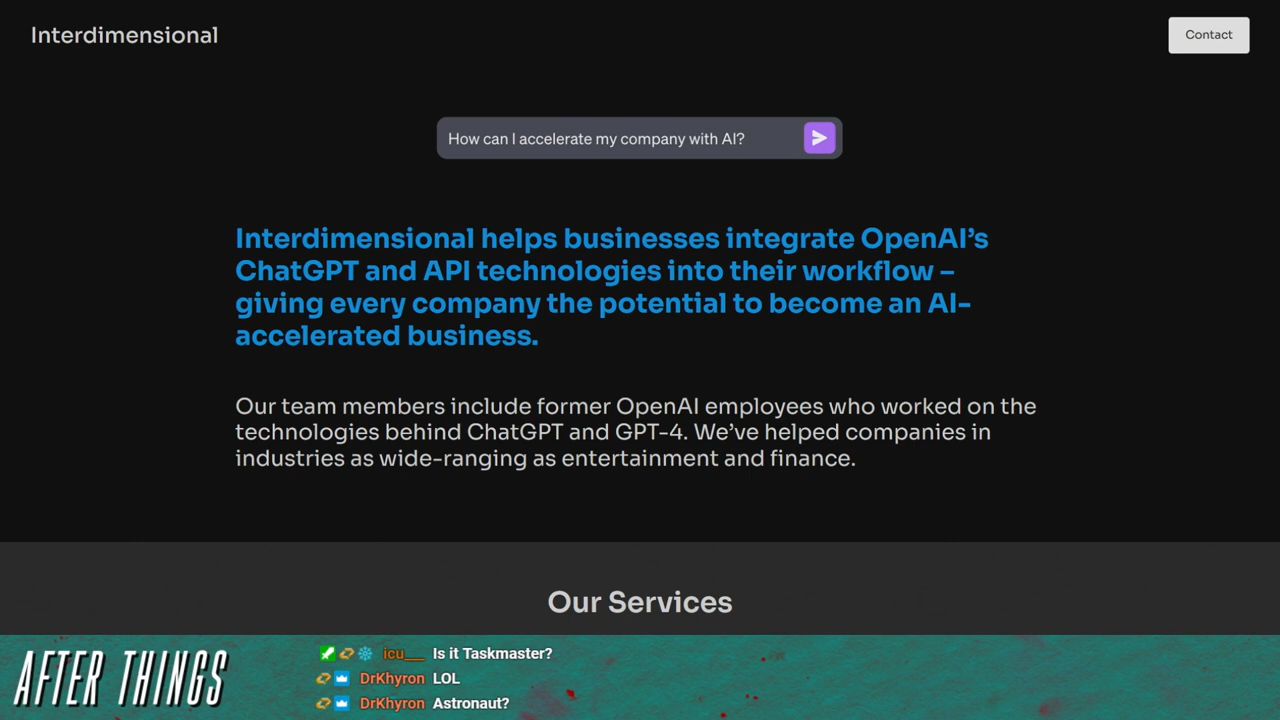 Interdimensional
Contact
How can I accelerate my company with AI?
Interdimensional helps businesses integrate OpenAI’s
ChatGPT and API technologies into their workflow –
giving every company the potential to become an AI-
accelerated business.
Our team members include former OpenAI employees who worked on the
technologies behind ChatGPT and GPT-4. We’ve helped companies in
industries as wide-ranging as entertainment and finance.
Our Services
AFTER THINGS
icu__ Is it Taskmaster?
DrKhyron LOL
DrKhyron Astronaut?